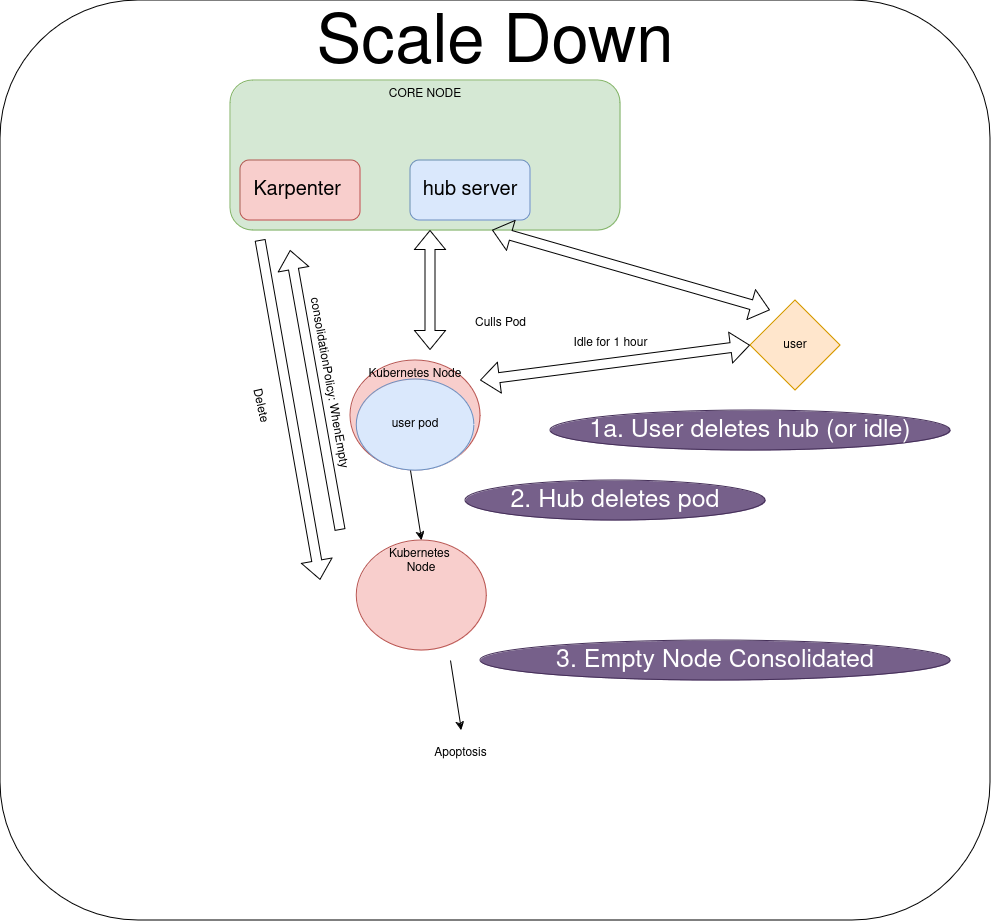 Scale Down
CORE NODE
Karpenter
hub server
consolidationPolicy: WhenEmpty
Delete
Culls Pod
Idle for 1 hour
user
Kubernetes Node
user pod
1a. User deletes hub (or idle)
2. Hub deletes pod
Kubernetes
Node
3. Empty Node Consolidated
Apoptosis